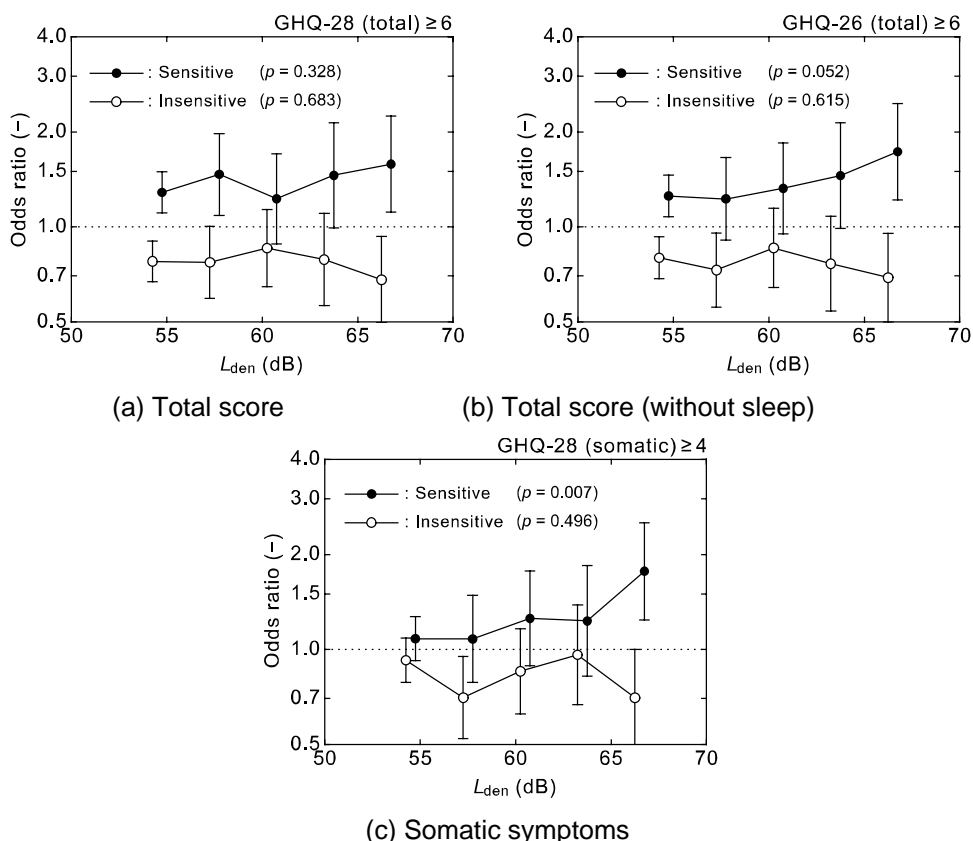 GHQ-28 (total) ≥ 6
4.0
3.0
2.0
1.5
1.0
0.7
0.5
Odds ratio (−)
: Sensitive (p = 0.328)
: Insensitive (p = 0.683)
50 55 60 65 70
Lden (dB)
(a) Total score
GHQ-26 (total) ≥ 6
4.0
3.0
2.0
1.5
1.0
0.7
0.5
Odds ratio (−)
: Sensitive (p = 0.052)
: Insensitive (p = 0.615)
50 55 60 65 70
Lden (dB)
(b) Total score (without sleep)
GHQ-28 (somatic) ≥ 4
4.0
3.0
2.0
1.5
1.0
0.7
0.5
Odds ratio (−)
: Sensitive (p = 0.007)
: Insensitive (p = 0.496)
50 55 60 65 70
Lden (dB)
(c) Somatic symptoms